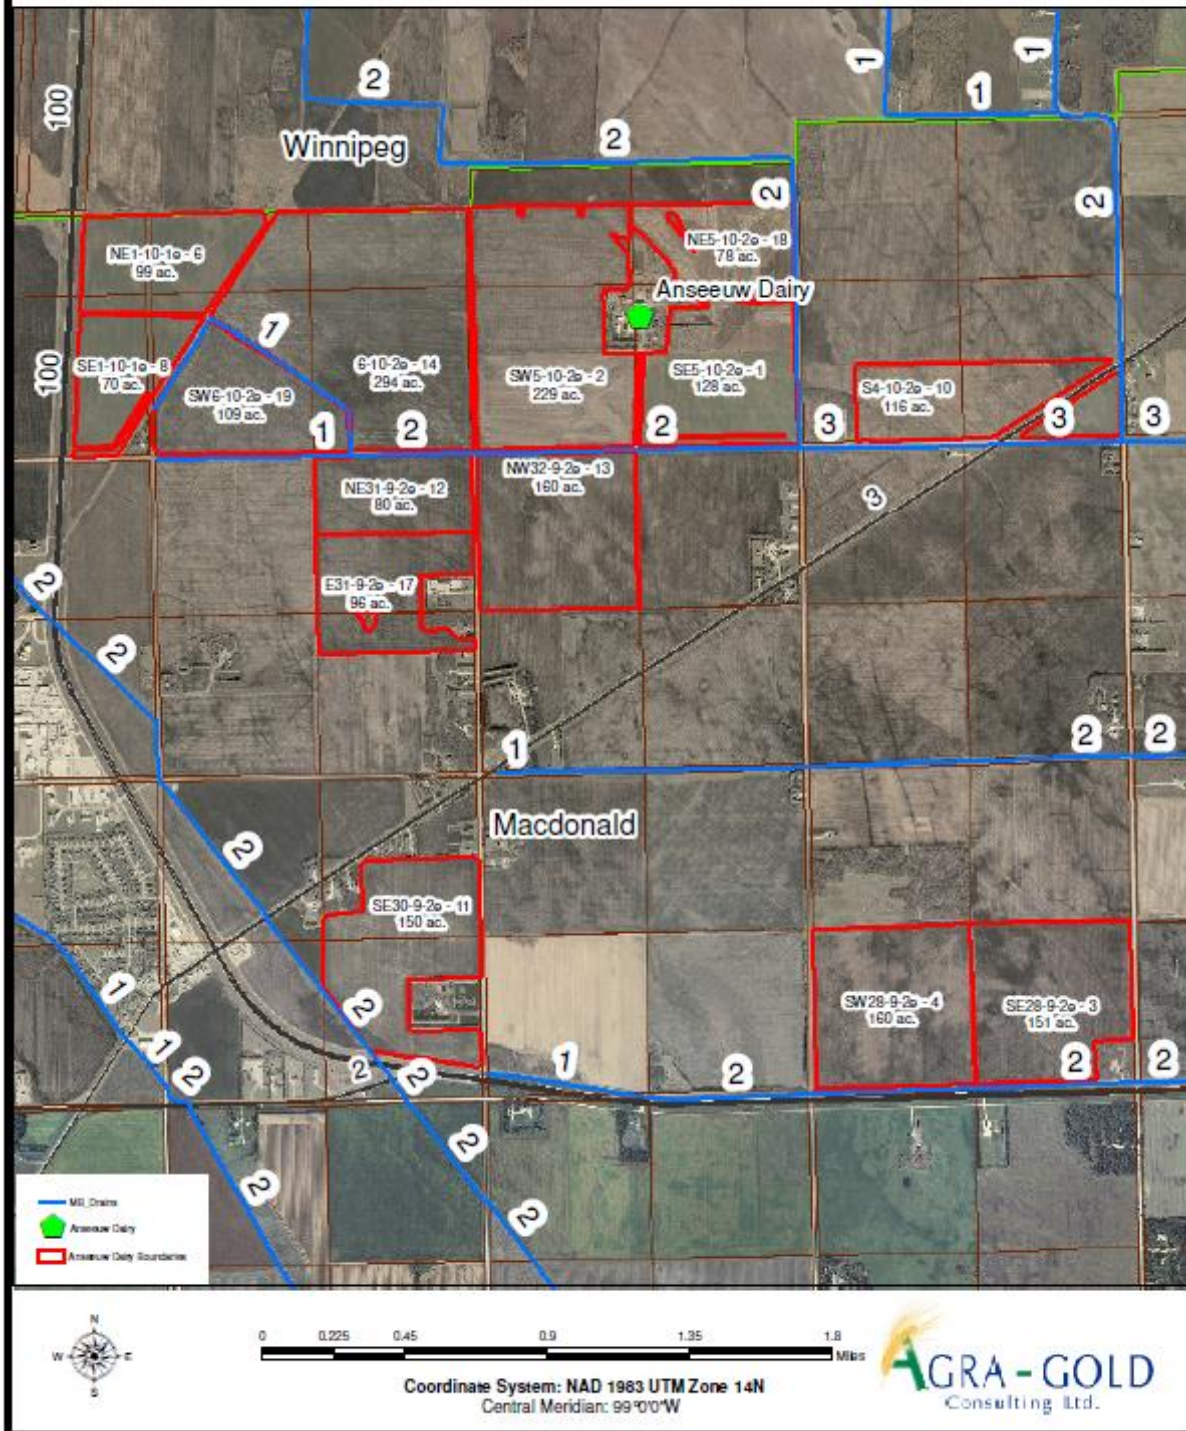 2
1
1
1
100
Winnipeg
2
2
2
NE1-10-1e - 6
99 ac.
NE5-10-2e - 18
78 ac.
Anseeuw Dairy
1
100
SE1-10-1e - 8
70 ac.
6-10-2e - 14
294 ac.
SW5-10-2e - 2
229 ac.
SE5-10-2e - 1
128 ac.
S4-10-2e - 10
116 ac.
SW6-10-2e - 19
109 ac.
1
2
2
3
3
3
NE31-9-2e - 12
80 ac.
NW32-9-2e - 13
160 ac.
3
2
E31-9-2e - 17
96 ac.
2
1
2
2
Macdonald
2
SE30-9-2e - 11
150 ac.
1
SW28-9-2e - 4
160 ac.
SE28-9-2e - 3
151 ac.
2
1
2
2
2
1
2
2
2
2
2
2
MB_Drains
Anseeuw Dairy
Anseeuw Dairy Boundaries
N
W E
S
0 0.225 0.45 0.9 1.35 1.8
Miles
Coordinate System: NAD 1983 UTM Zone 14N
Central Meridian: 99°0'0"W
AGRA-GOLD
Consulting Ltd.